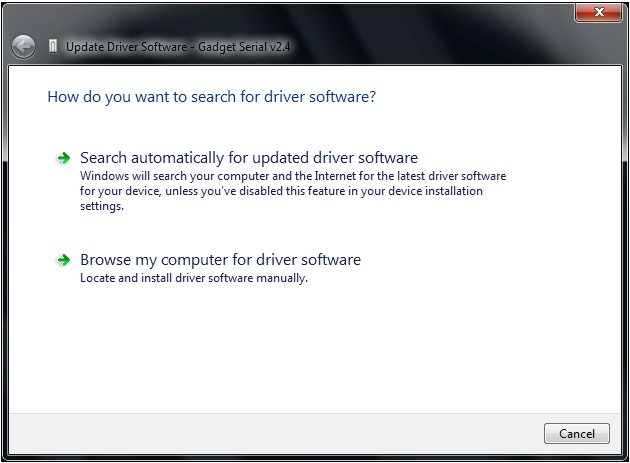 Update Driver Software - Gadget Serial v2.4
How do you want to search for driver software?
Search automatically for updated driver software
Windows will search your computer and the Internet for the latest driver software
for your device, unless you've disabled this feature in your device installation
settings.
Browse my computer for driver software
Locate and install driver software manually.
Cancel